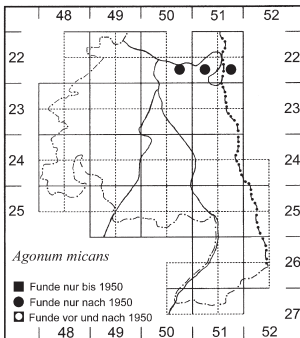 48 49 50 51 52
22 22
23 23
24 24
25 25
Agonum micans 26
Funde nur bis 1950
Funde nur nach 1950
Funde vor und nach 1950 27
48 49 50 51 52